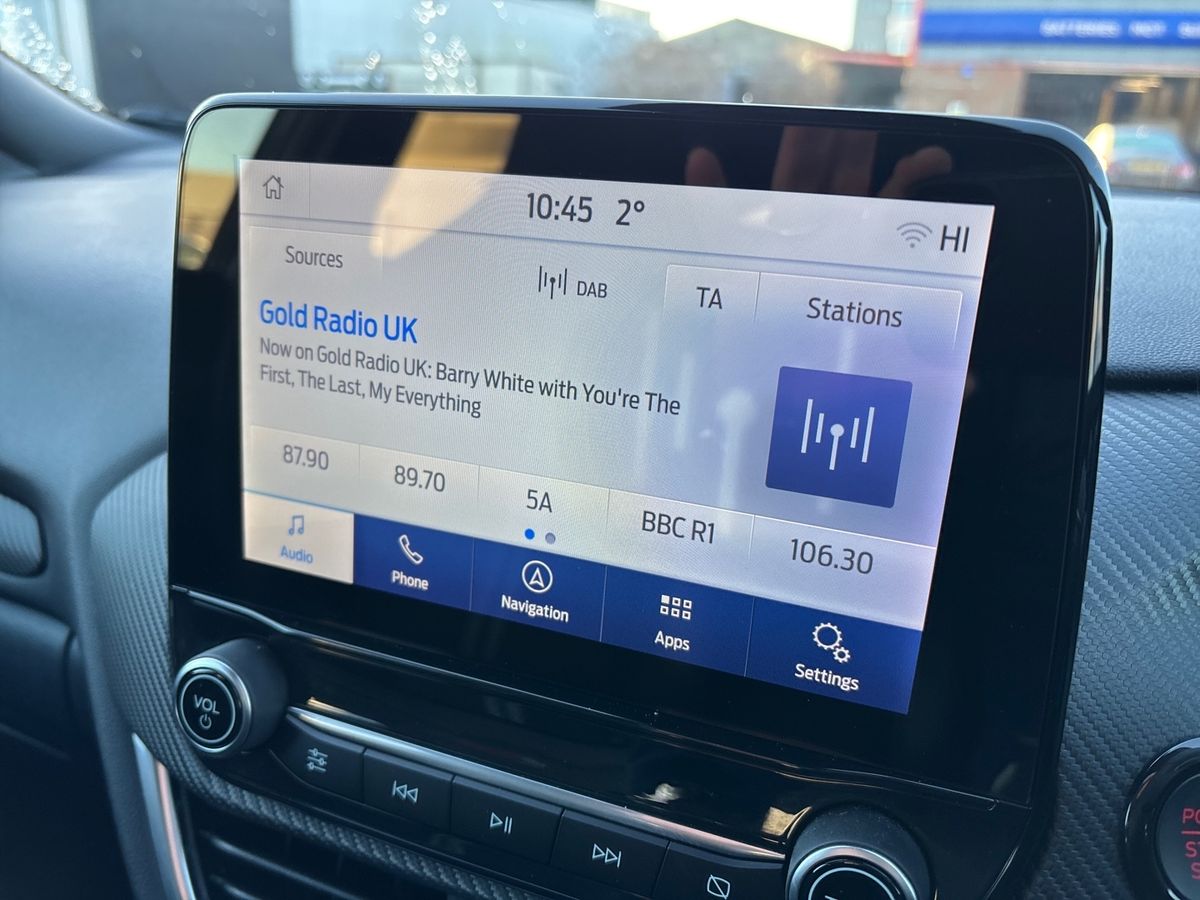 BATTERIES
10:45 2°
HI
Sources
DAB
TA
Stations
Gold Radio UK
Now on Gold Radio UK: Barry White with You're The
First, The Last, My Everything
87.90
89.70
5A
BBC R1
106.30
Audio
Phone
Navigation
Apps
Settings
VOL